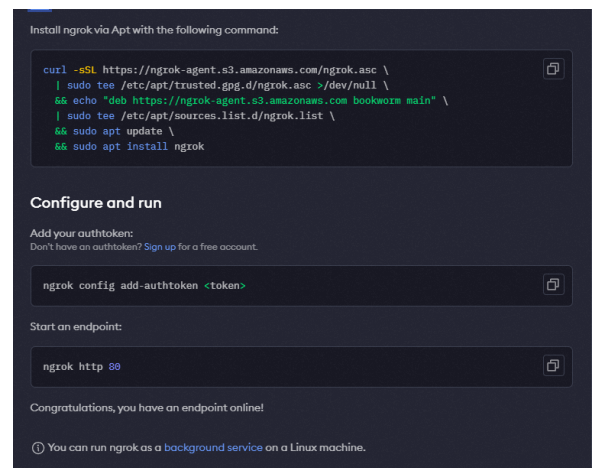 Install ngrok via Apt with the following command:
curl -sSL https://ngrok-agent.s3.amazonaws.com/ngrok.asc \
| sudo tee /etc/apt/trusted.gpg.d/ngrok.asc >/dev/null \
&& echo "deb https://ngrok-agent.s3.amazonaws.com bookworm main" \
| sudo tee /etc/apt/sources.list.d/ngrok.list \
&& sudo apt update \
&& sudo apt install ngrok
Configure and run
Add your authtoken:
Don't have an authtoken? Sign up for a free account.
ngrok config add-authtoken <token>
Start an endpoint:
ngrok http 80
Congratulations, you have an endpoint online!
You can run ngrok as a background service on a Linux machine.